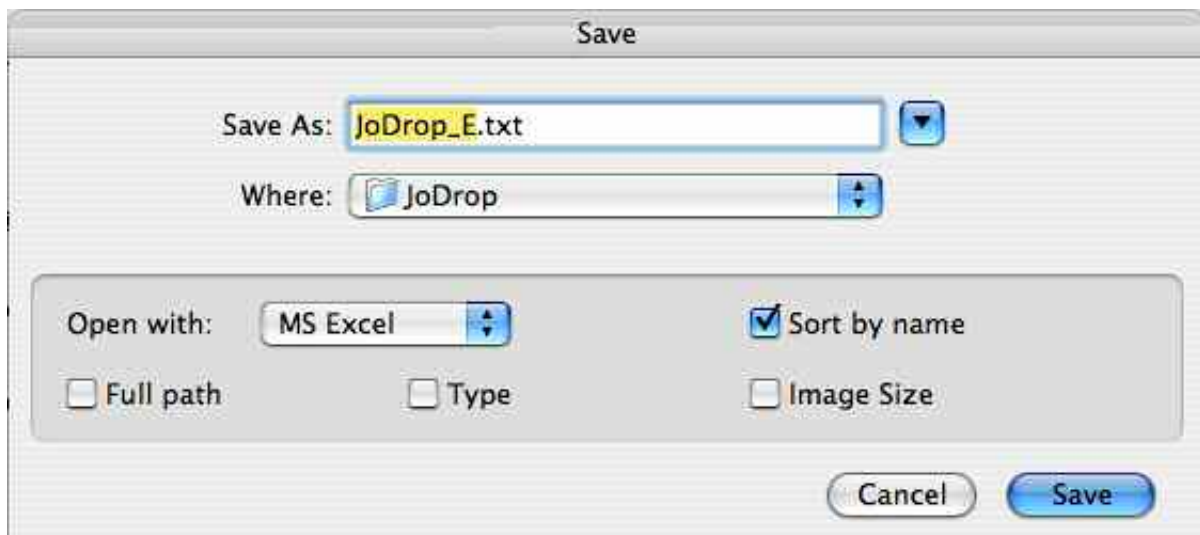 Save
Save As: JoDrop_E.txt
Where: JoDrop
Open with: MS Excel Sort by name
Full path Type Image Size
Cancel Save